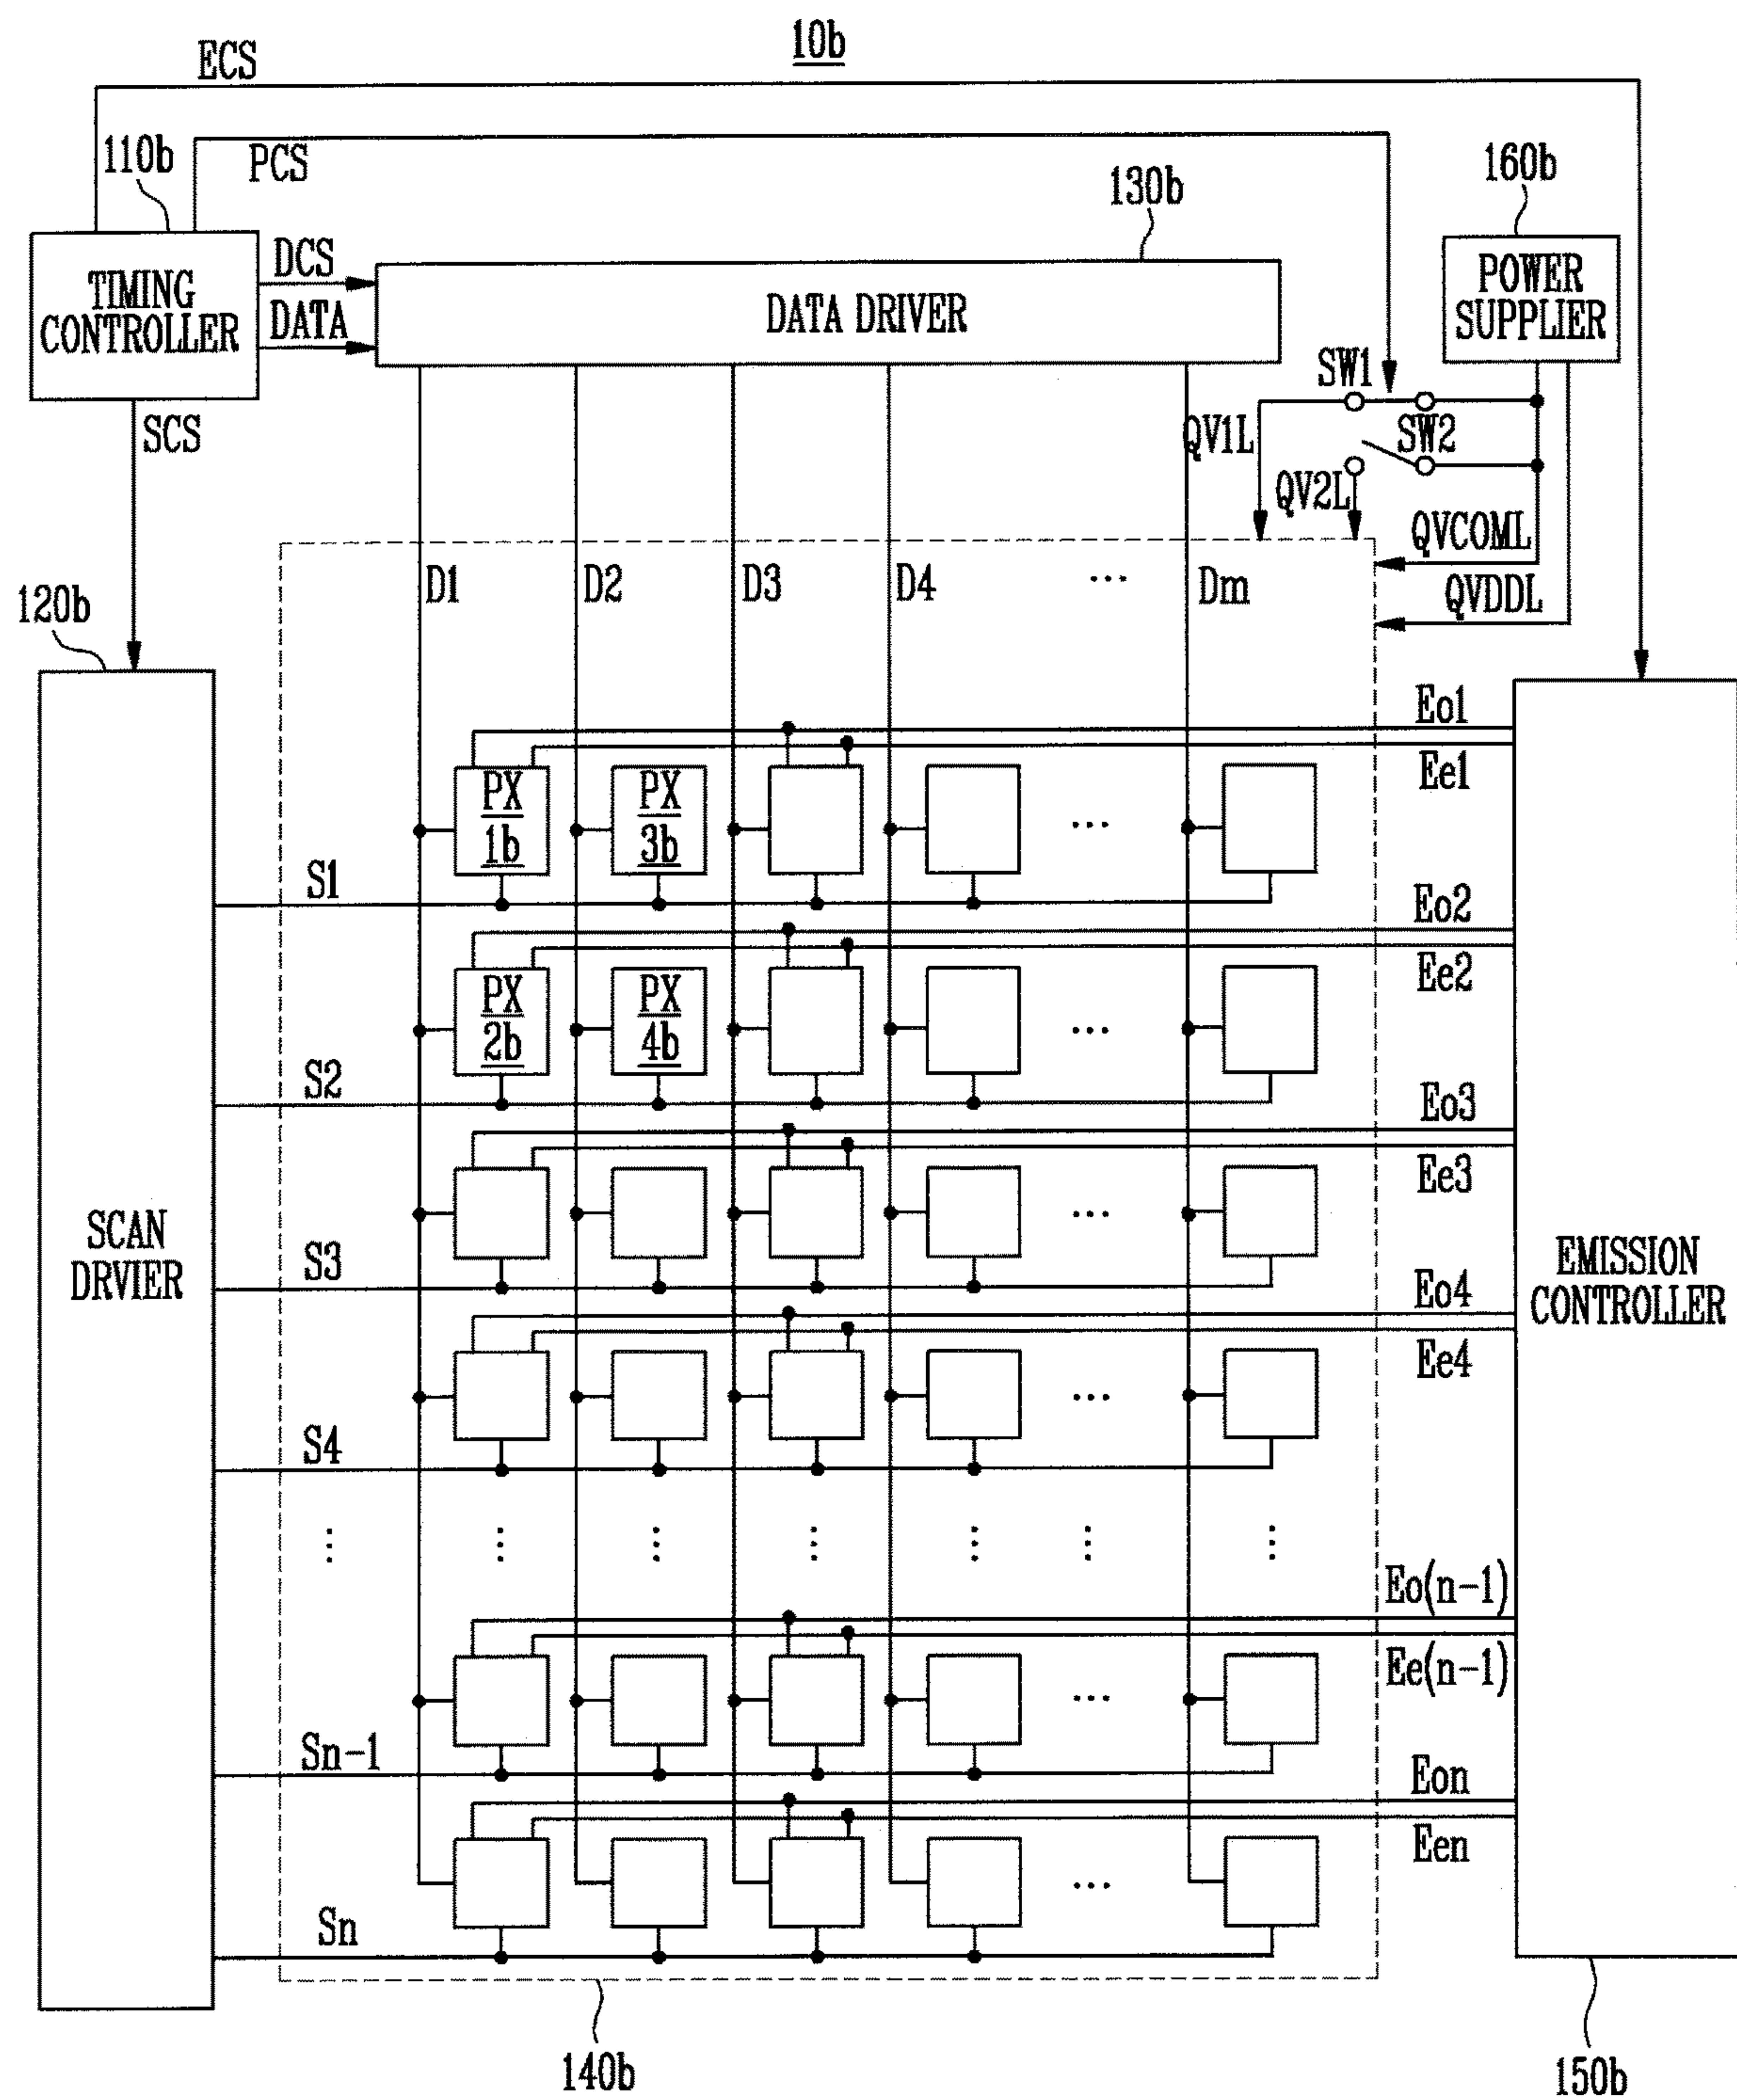 10b
ECS
PCS
110b
130b
160b
TIMING
CONTROLLER
DCS
DATA
DATA DRIVER
POWER
SUPPLIER
SCS
SW1
SW2
QV1L
QV2L
QVCOML
QVDDL
D1 D2 D3 D4 ... Dm
120b
Eo1
Ee1
PX
1b
PX
3b
...
S1
Eo2
Ee2
PX
2b
PX
4b
...
S2
Eo3
Ee3
...
SCAN
DRVIER
S3
EMISSION
CONTROLLER
Eo4
Ee4
...
S4
Eo(n-1)
Ee(n-1)
...
Sn-1
Eon
Een
...
Sn
140b
150b